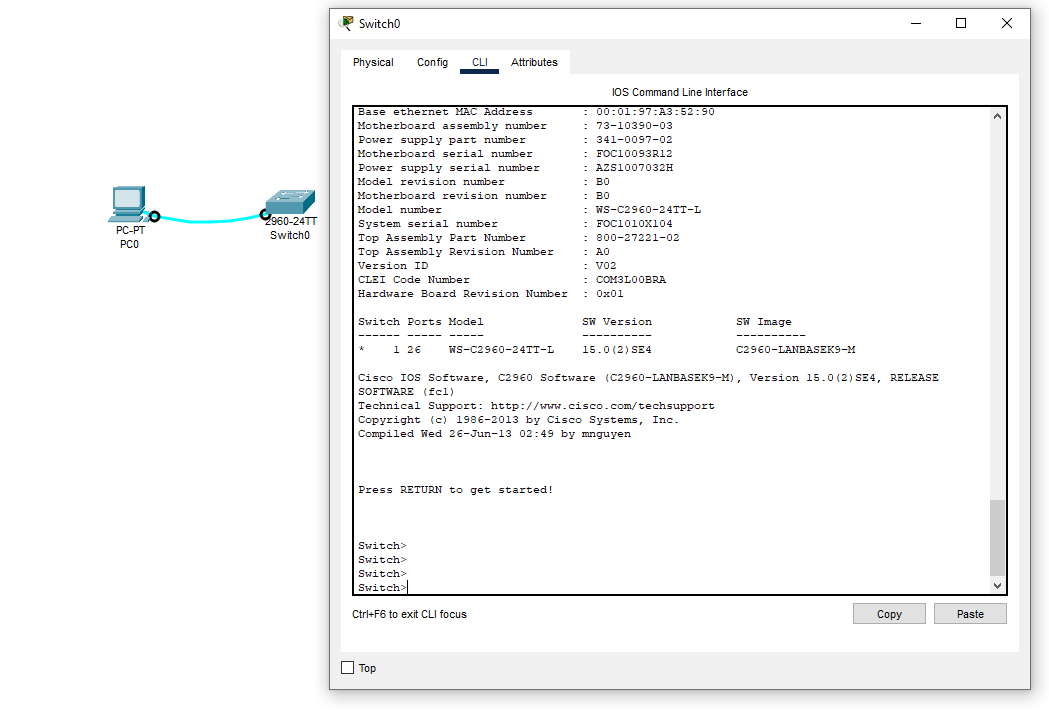 Switch0
Physical Config CLI Attributes
IOS Command Line Interface
Base ethernet MAC Address : 00:01:97:A3:52:90
Motherboard assembly number : 73-10390-03
Power supply part number : 341-0097-02
Motherboard serial number : FOC10093R12
Power supply serial number : AZS1007032H
Model revision number : B0
Motherboard revision number : B0
Model number : WS-C2960-24TT-L
System serial number : FOC1010X104
Top Assembly Part Number : 800-27221-02
Top Assembly Revision Number : A0
Version ID : V02
CLEI Code Number : COM3L00BRA
Hardware Board Revision Number : 0x01
Switch Ports Model SW Version SW Image
------ ----- ----- ---------- ----------
* 1 26 WS-C2960-24TT-L 15.0(2)SE4 C2960-LANBASEK9-M
Cisco IOS Software, C2960 Software (C2960-LANBASEK9-M), Version 15.0(2)SE4, RELEASE
SOFTWARE (fc1)
Technical Support: http://www.cisco.com/techsupport
Copyright (c) 1986-2013 by Cisco Systems, Inc.
Compiled Wed 26-Jun-13 02:49 by mnguyen
Press RETURN to get started!
Switch>
Switch>
Switch>
Switch>
Ctrl+F6 to exit CLI focus
Copy Paste
Top
PC-PT
PC0
2960-24TT
Switch0